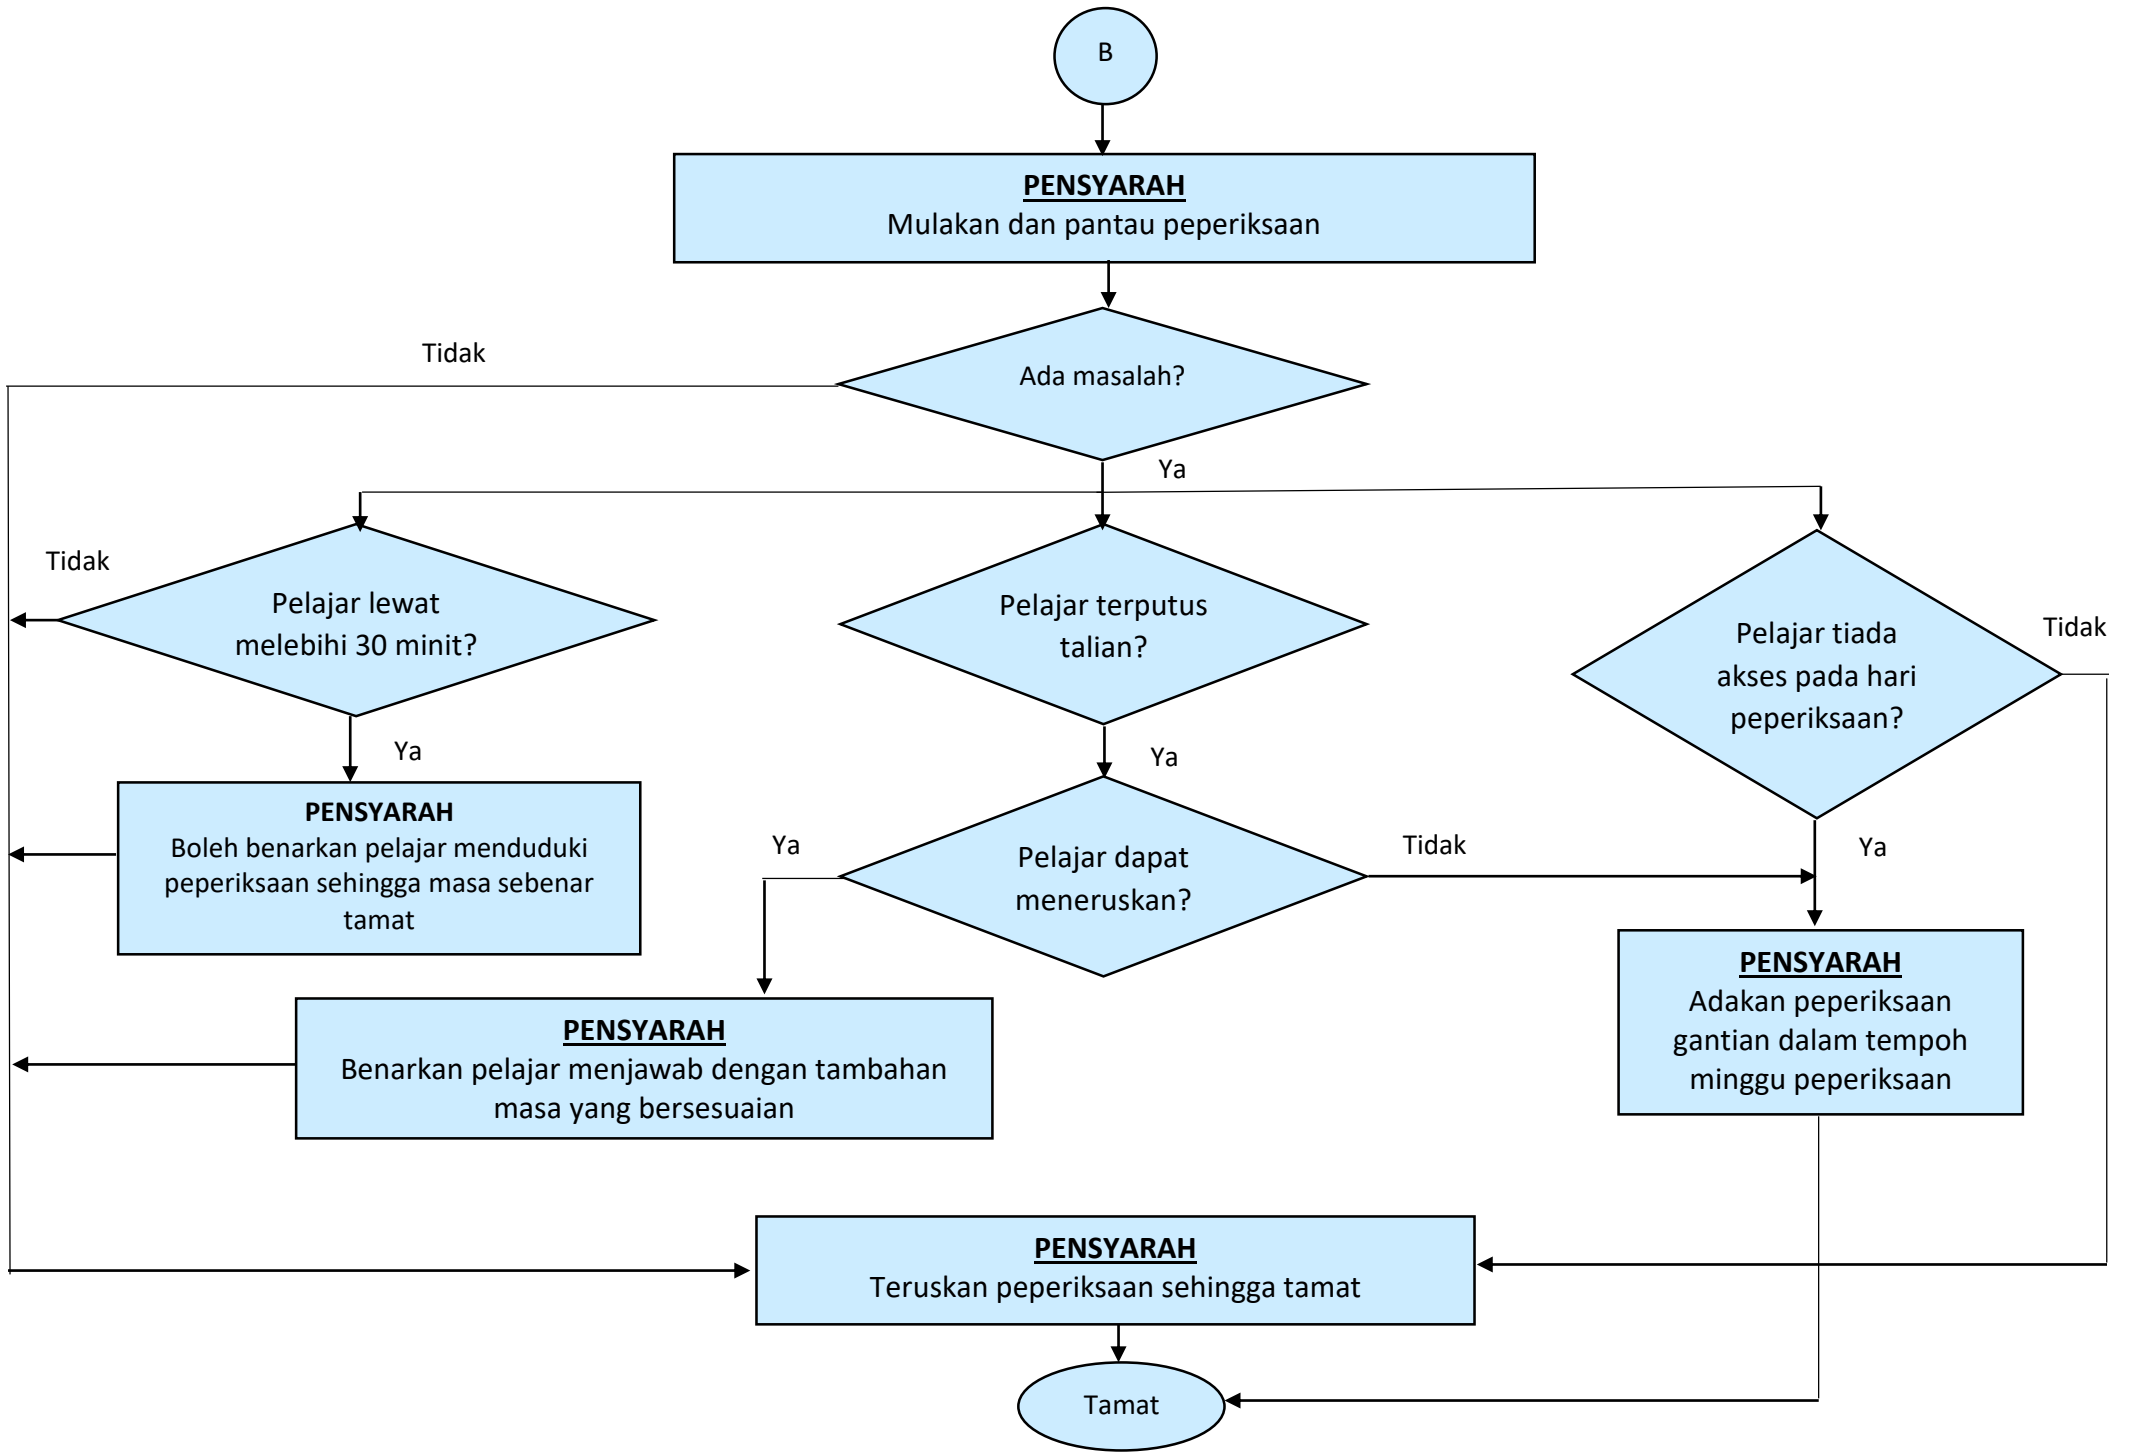 B
PENSYARAH
Mulakan dan pantau peperiksaan
Ada masalah?
Tidak
Ya
Pelajar lewat
melebihi 30 minit?
Tidak
Ya
Pelajar terputus
talian?
Ya
Pelajar tiada
akses pada hari
peperiksaan?
Tidak
Ya
PENSYARAH
Boleh benarkan pelajar menduduki
peperiksaan sehingga masa sebenar
tamat
Pelajar dapat
meneruskan?
Ya
Tidak
PENSYARAH
Benarkan pelajar menjawab dengan tambahan
masa yang bersesuaian
PENSYARAH
Adakan peperiksaan
gantian dalam tempoh
minggu peperiksaan
PENSYARAH
Teruskan peperiksaan sehingga tamat
Tamat